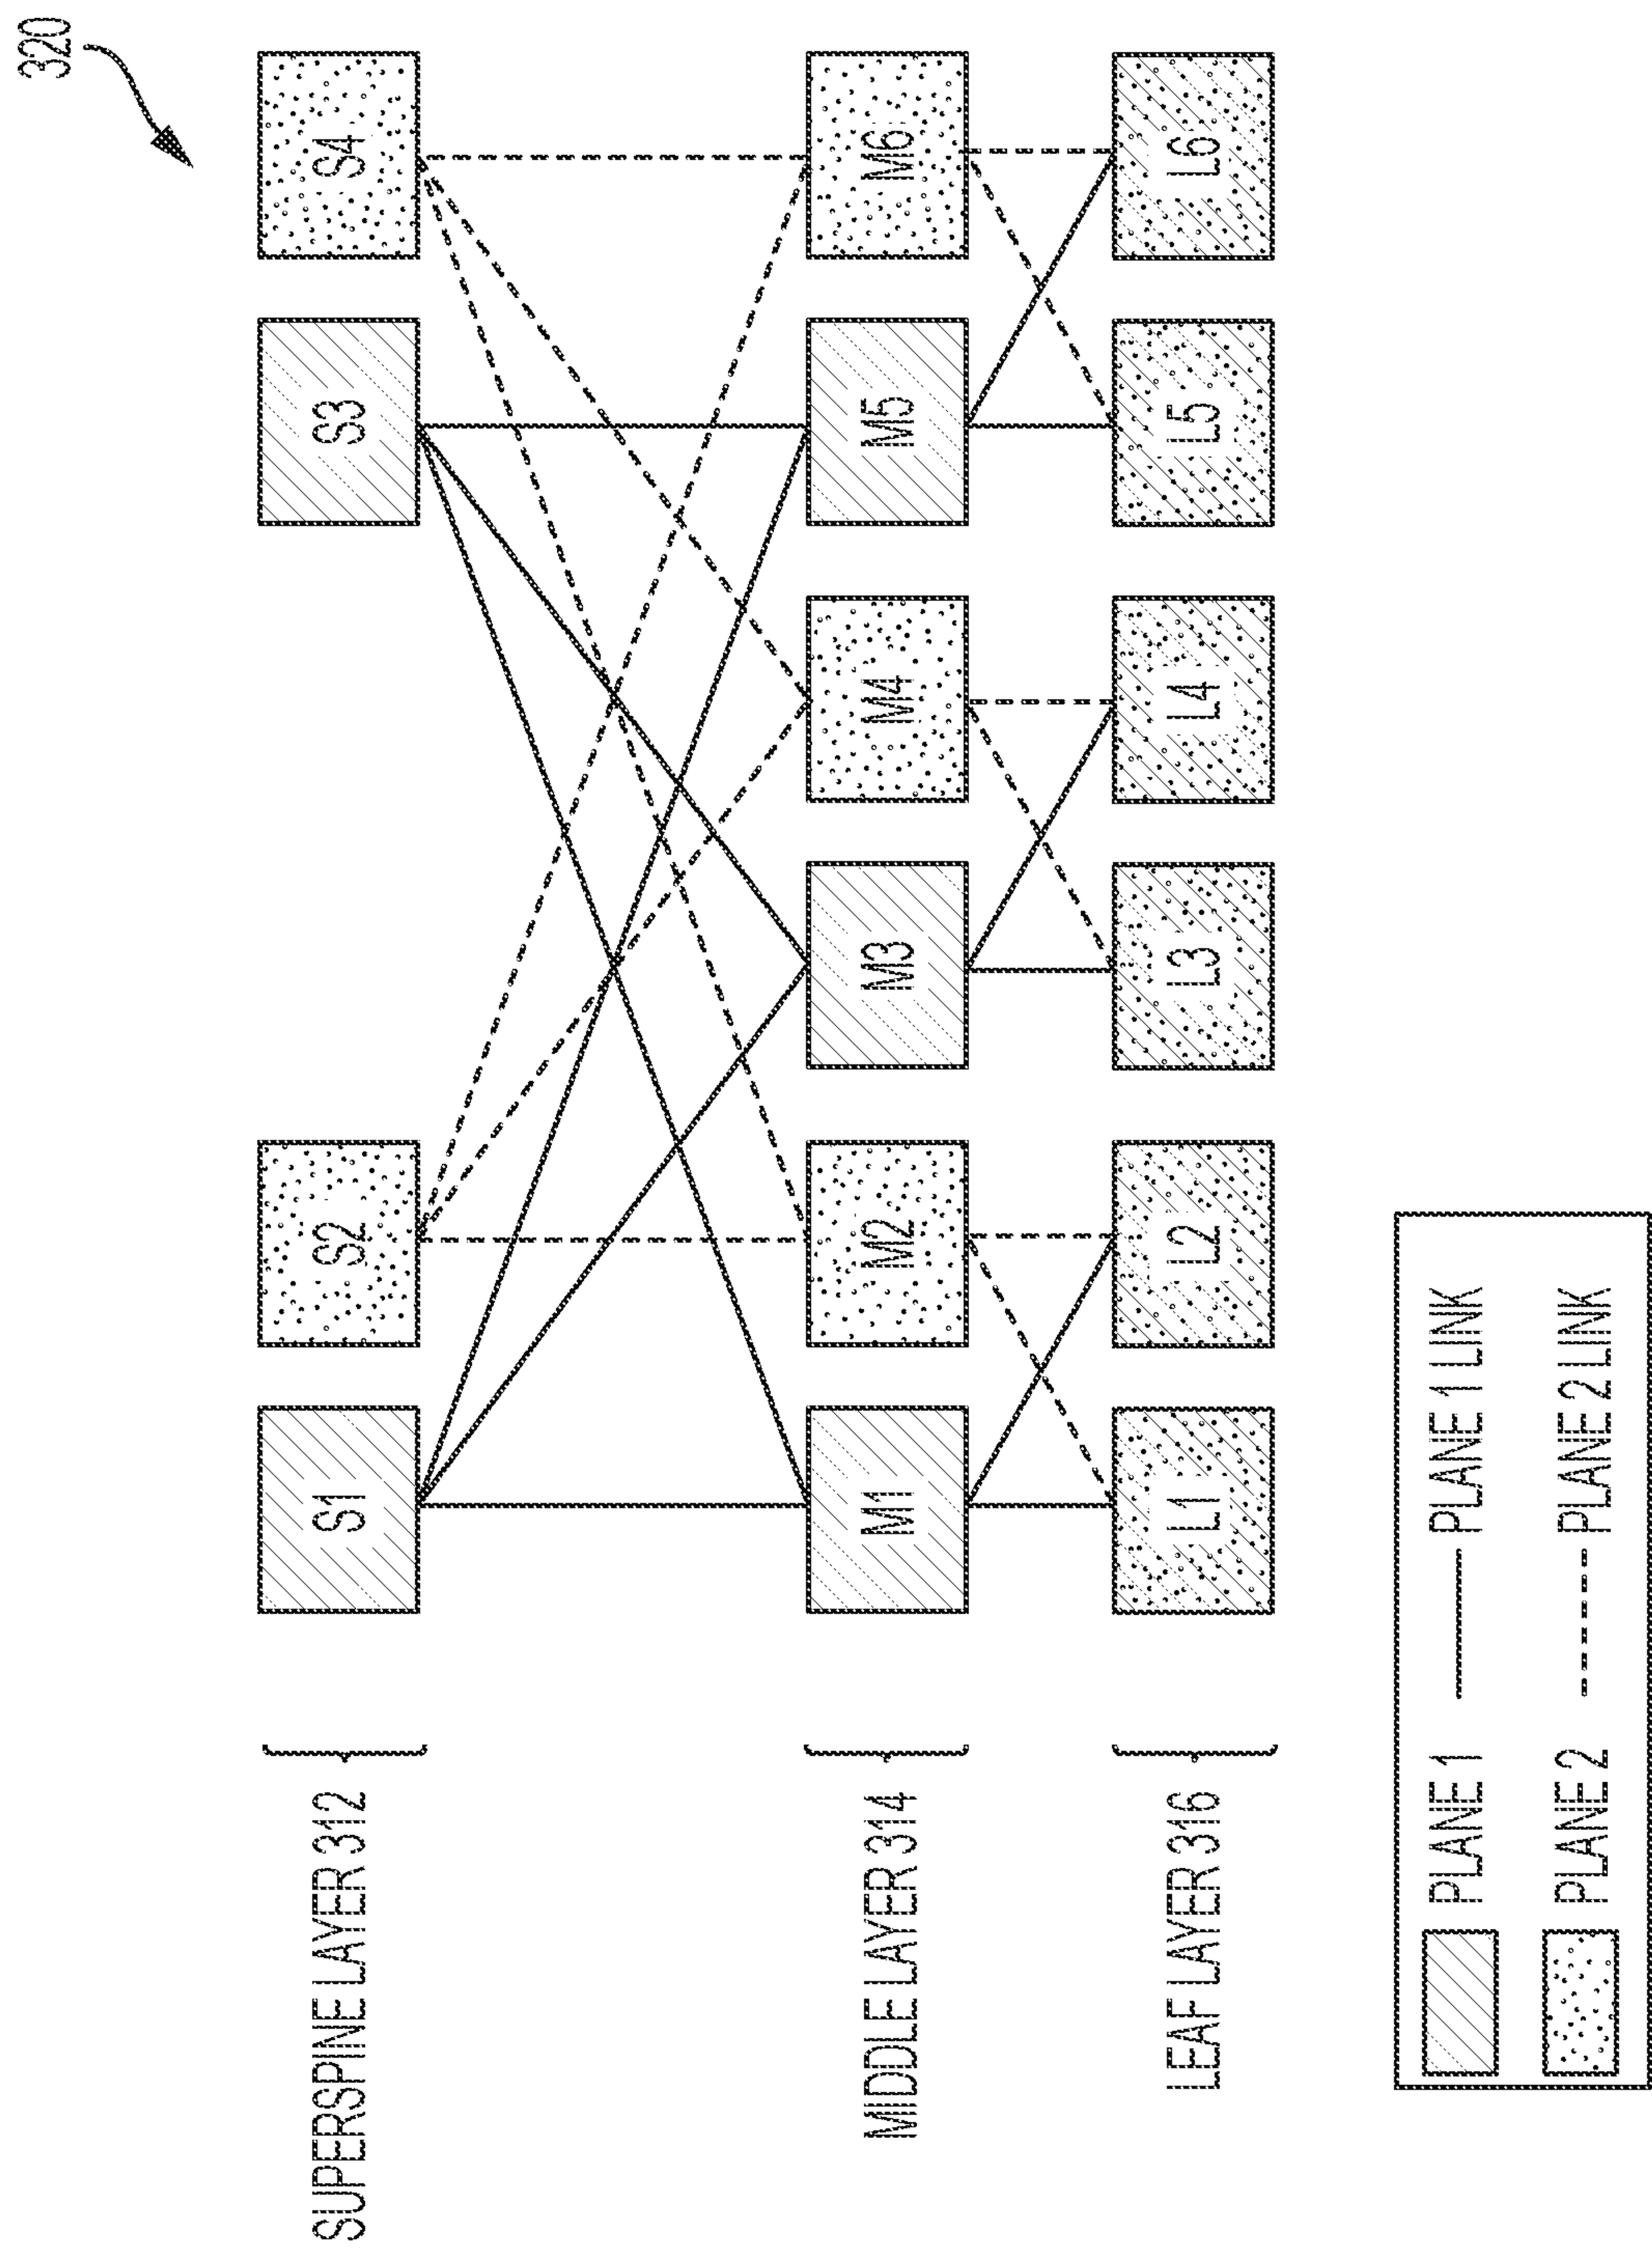 320
SUPERSPINE LAYER 312
S1
S2
S3
S4
MIDDLE LAYER 314
M1
M2
M3
M4
M5
M6
LEAF LAYER 316
L1
L2
L3
L4
L5
L6
PLANE 1
PLANE 1 LINK
PLANE 2
PLANE 2 LINK